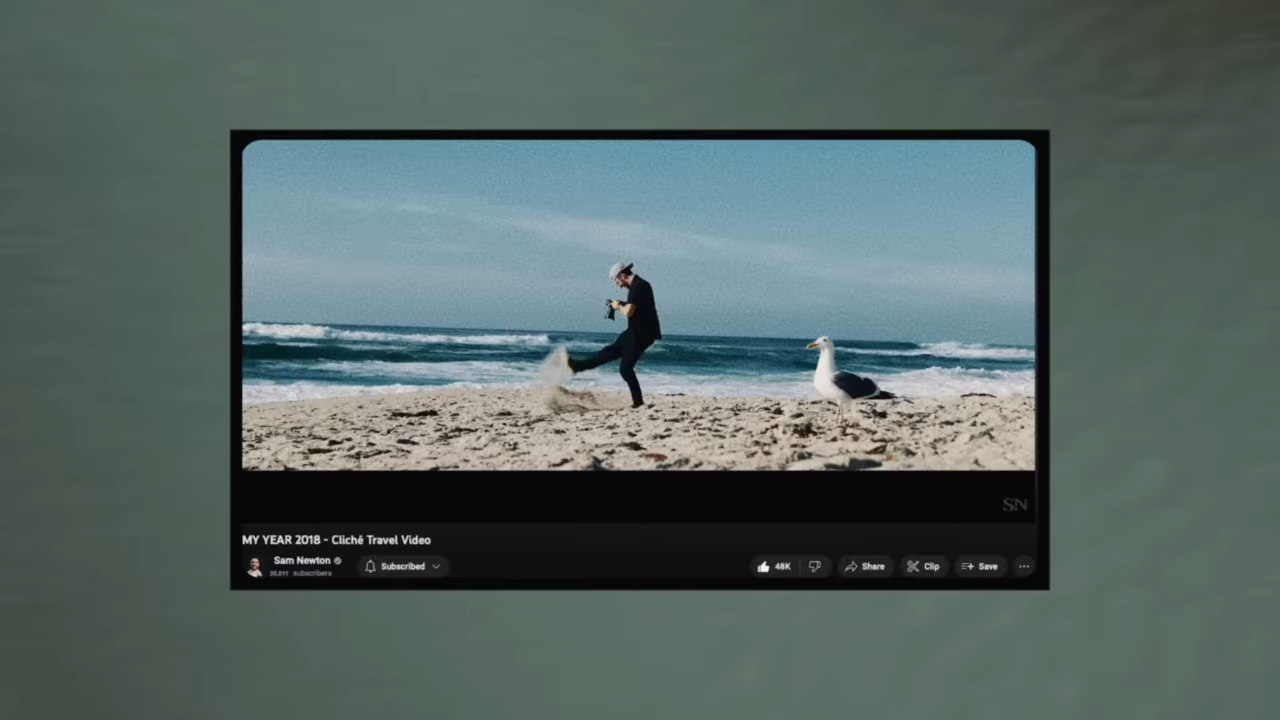 SN
MY YEAR 2018 - Cliché Travel Video
Sam Newton
subscribers
Subscribed
48K
Share
Clip
Save